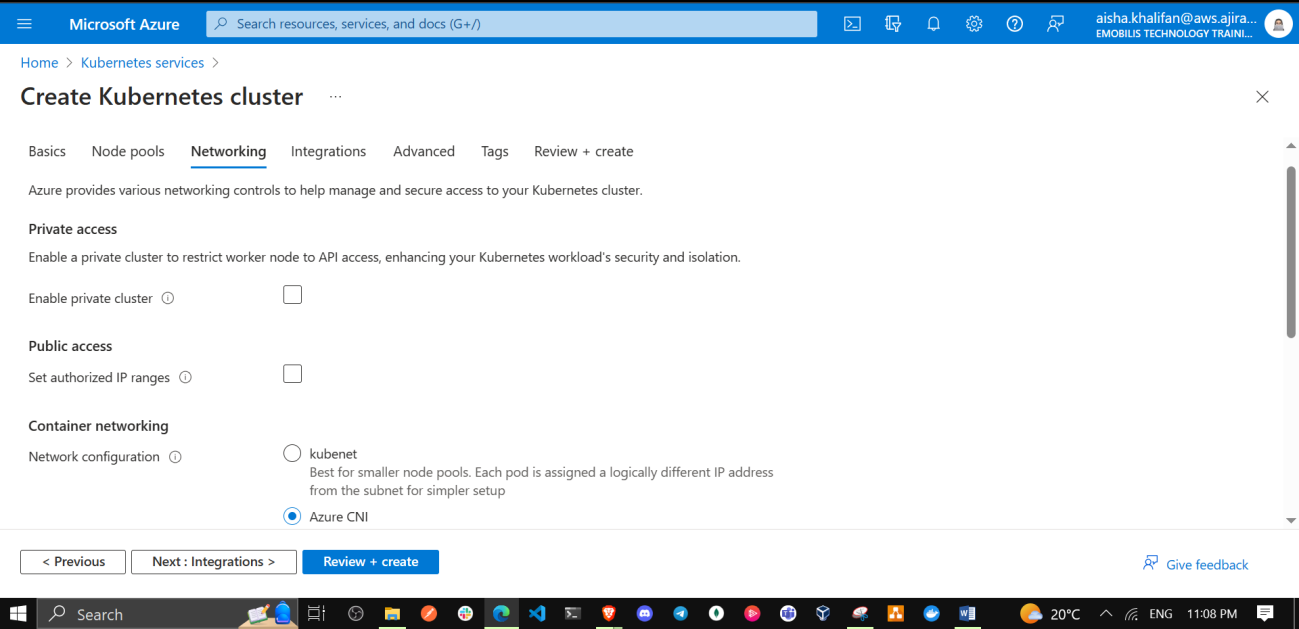 Microsoft Azure
Search resources, services, and docs (G+/)
aisha.khalifan@aws.ajira...
EMOBILIS TECHNOLOGY TRAINI...
Home > Kubernetes services >
Create Kubernetes cluster ...
Basics Node pools Networking Integrations Advanced Tags Review + create
Azure provides various networking controls to help manage and secure access to your Kubernetes cluster.
Private access
Enable a private cluster to restrict worker node to API access, enhancing your Kubernetes workload's security and isolation.
Enable private cluster
Public access
Set authorized IP ranges
Container networking
Network configuration
kubenet
Best for smaller node pools. Each pod is assigned a logically different IP address
from the subnet for simpler setup
Azure CNI
< Previous Next : Integrations > Review + create Give feedback
Search 20°C ENG 11:08 PM